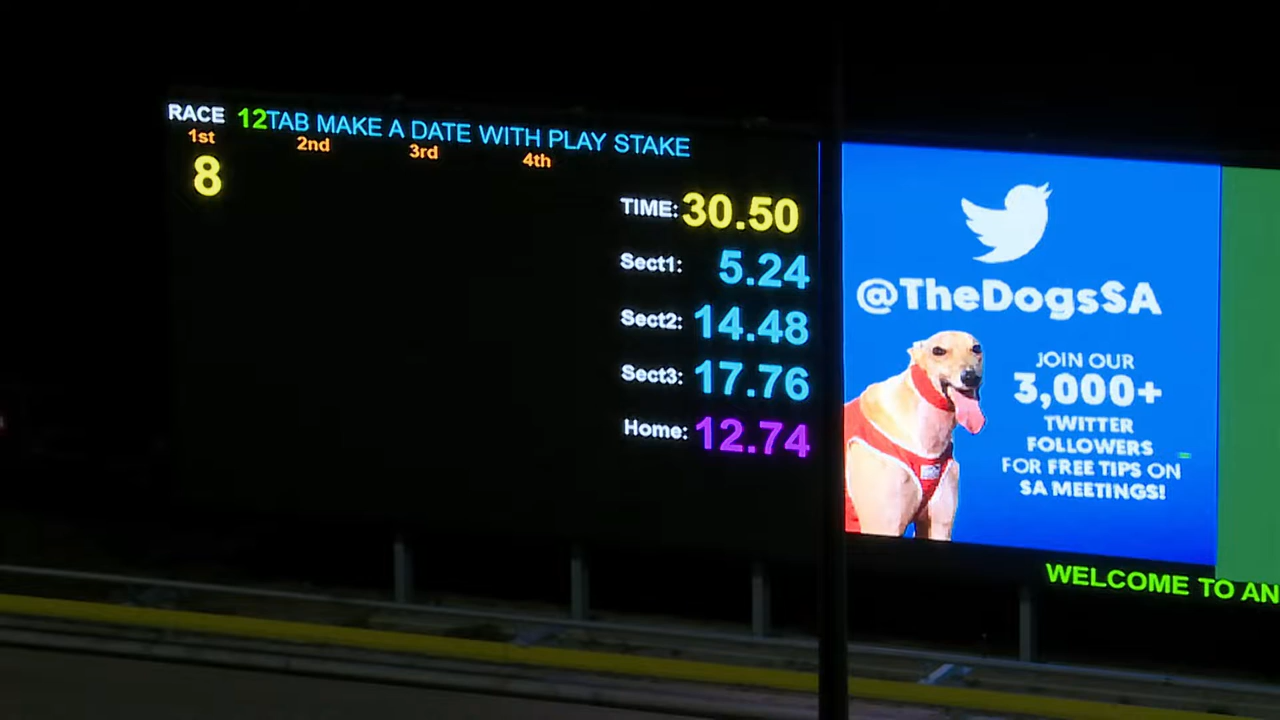 RACE 12TAB MAKE A DATE WITH PLAY STAKE
1st 2nd 3rd 4th
8
TIME: 30.50
Sect1: 5.24
Sect2: 14.48
Sect3: 17.76
Home: 12.74
@TheDogsSA
JOIN OUR
3,000+
TWITTER
FOLLOWERS
FOR FREE TIPS ON
SA MEETINGS!
WELCOME TO AN